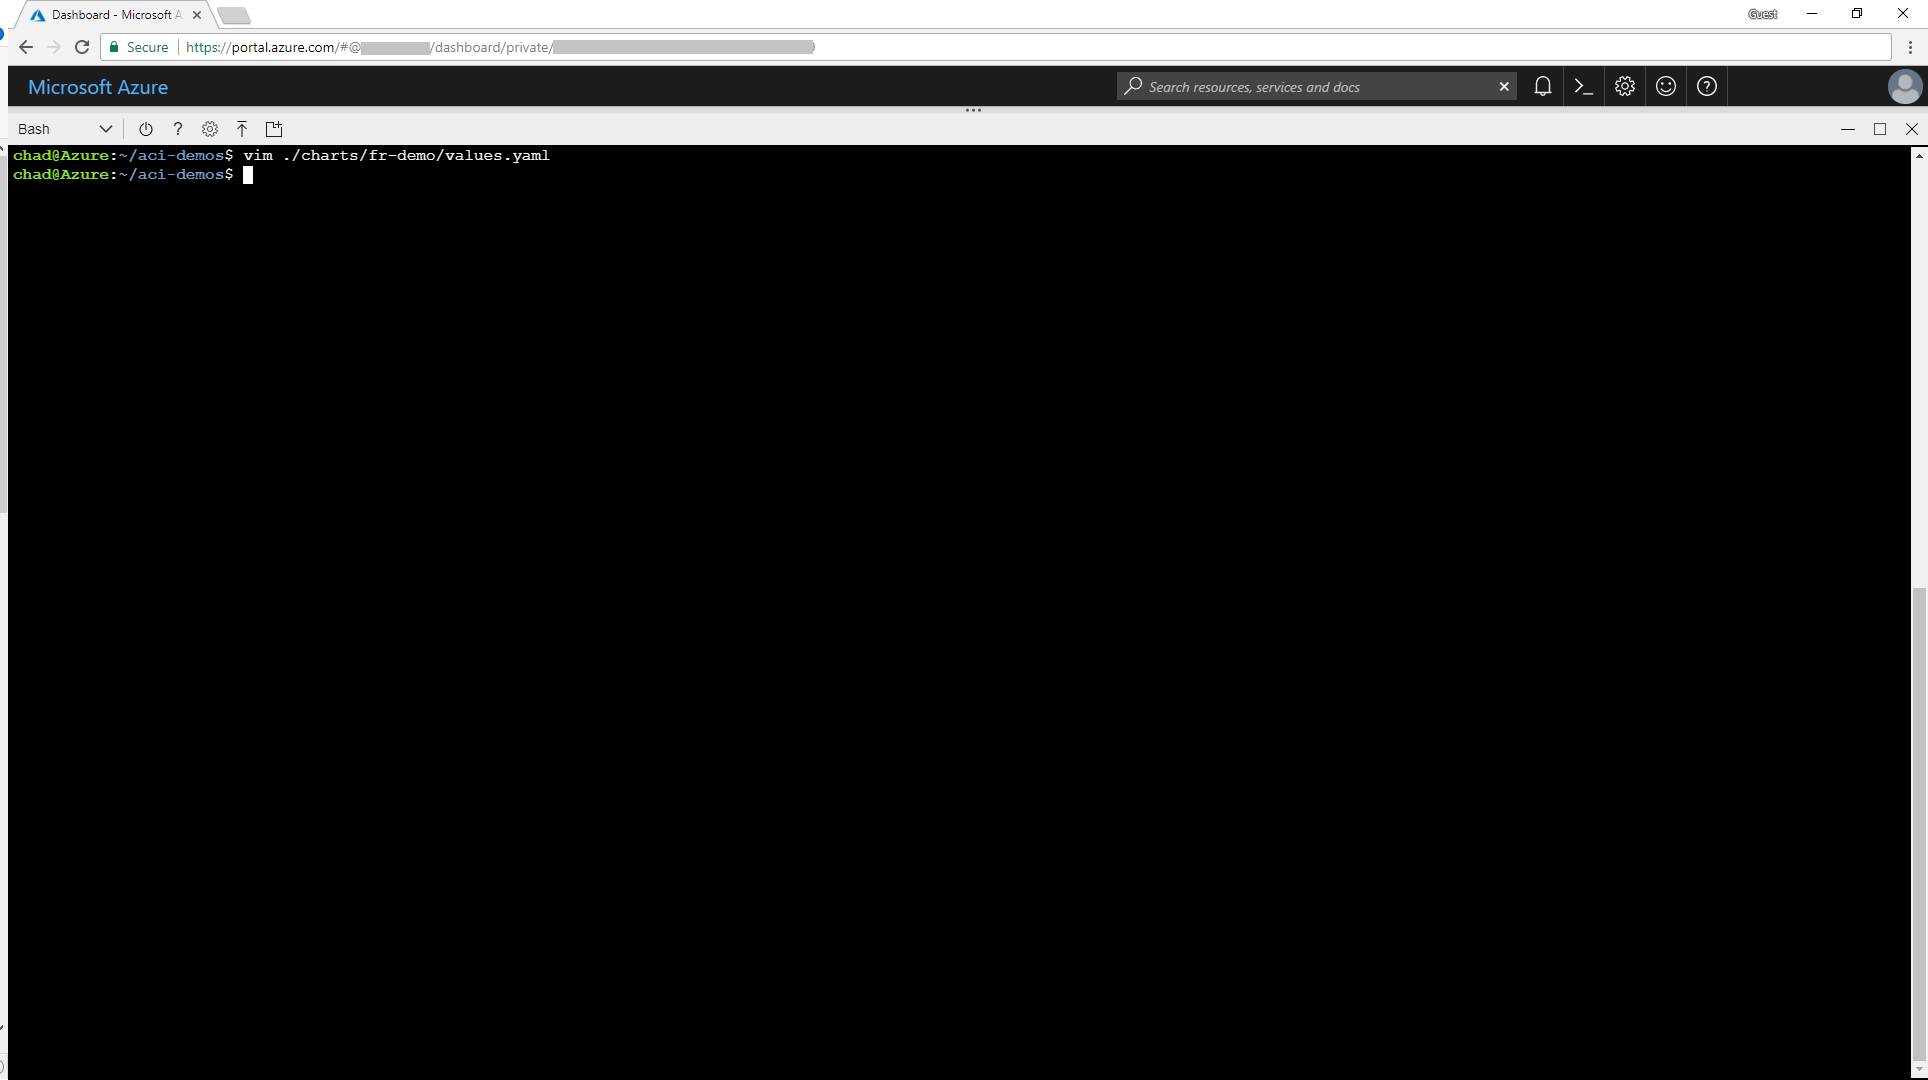 Dashboard - Microsoft A
Guest
Secure
https://portal.azure.com/#@
/dashboard/private/
Microsoft Azure
Search resources, services and docs
Bash
chad@Azure:~/aci-demos$ vim ./charts/fr-demo/values.yaml
chad@Azure:~/aci-demos$